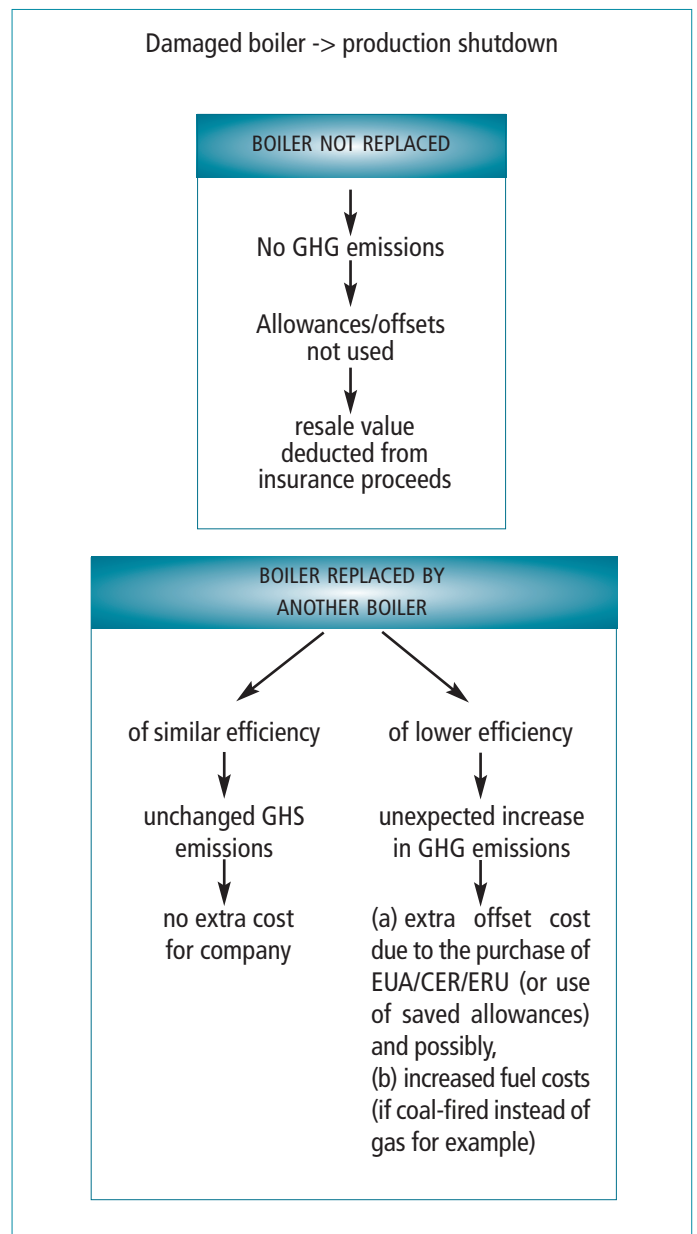 Damaged boiler -> production shutdown
BOILER NOT REPLACED
No GHG emissions
Allowances/offsets
not used
resale value
deducted from
insurance proceeds
BOILER REPLACED BY
ANOTHER BOILER
of similar efficiency
unchanged GHS
emissions
no extra cost
for company
of lower efficiency
unexpected increase
in GHG emissions
(a) extra offset cost
due to the purchase of
EUA/CER/ERU (or use
of saved allowances)
and possibly,
(b) increased fuel costs
(if coal-fired instead of
gas for example)